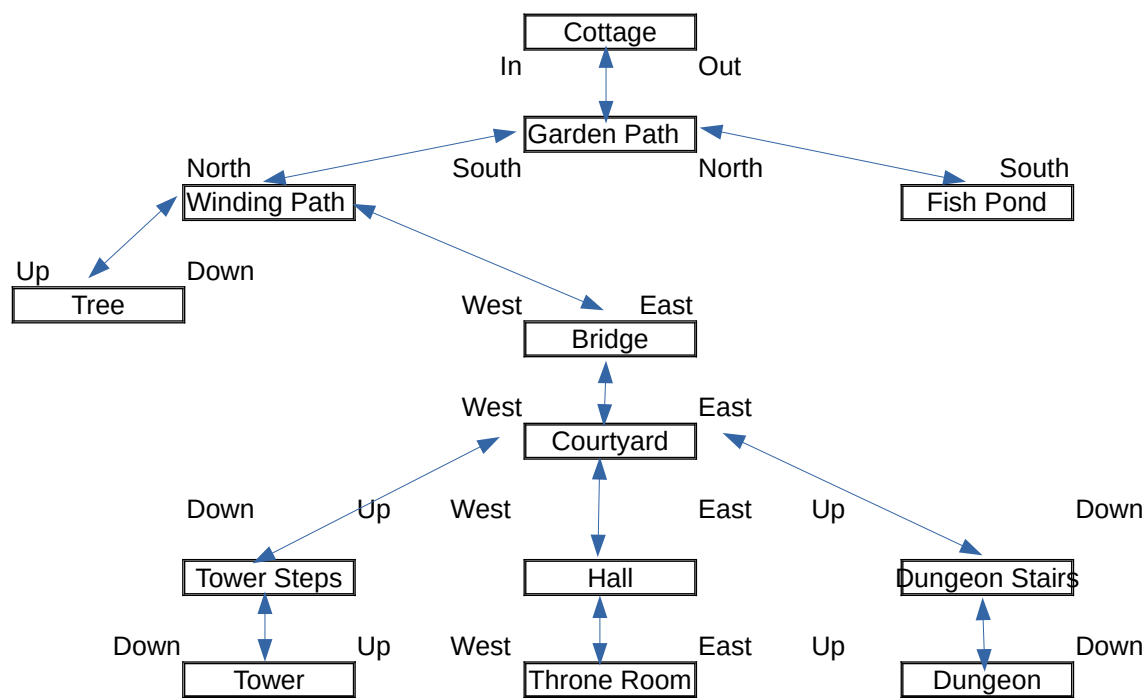 Cottage
In Out
Garden Path
North South North South
Winding Path Fish Pond
Up Down
Tree
West East
Bridge
West East
Courtyard
Down Up West East Up Down
Tower Steps Hall Dungeon Stairs
Down Up West East Up Down
Tower Throne Room Dungeon